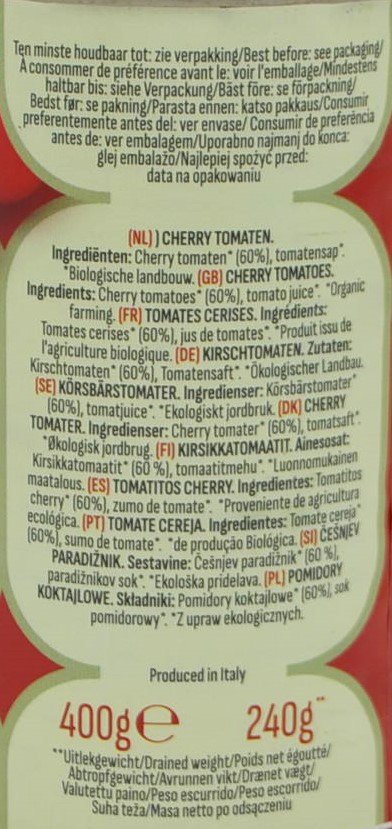 Ten minste houdbaar tot: zie verpakking/Best before: see packaging/
A consommer de préférence avant le: voir l'emballage/Mindestens
haltbar bis: siehe Verpackung/Bäst före: se förpackning/
Bedst før: se pakning/Parasta ennen: katso pakkaus/Consumir
preferentemente antes del: ver envase/ Consumir de preferência
antes de: ver embalagem/Uporabno najmanj do konca:
glej embalažo/Najlepiej spożyć przed:
data na opakowaniu
(NL) ) CHERRY TOMATEN.
Ingrediënten: Cherry tomaten* (60%), tomatensap*.
*Biologische landbouw. (GB) CHERRY TOMATOES.
Ingredients: Cherry tomatoes* (60%), tomato juice*. *Organic
farming. (FR) TOMATES CERISES. Ingrédients:
Tomates cerises* (60%), jus de tomates*. *Produit issu de
l'agriculture biologique. (DE) KIRSCHTOMATEN. Zutaten:
Kirschtomaten* (60%), Tomatensaft*. *Ökologischer Landbau.
(SE) KÖRSBÄRSTOMATER. Ingredienser: Körsbärstomater*
(60%), tomatjuice*. *Ekologiskt jordbruk. (DK) CHERRY
TOMATER. Ingredienser: Cherry tomater* (60%), tomatsaft*.
*Økologisk jordbrug. (FI) KIRSIKKATOMAATIT. Ainesosat:
Kirsikkatomaatit* (60 %), tomaatitmehu*. *Luonnomukainen
maatalous. (ES) TOMATITOS CHERRY. Ingredientes: Tomatitos
cherry* (60%), zumo de tomate*. *Proveniente de agricultura
ecológica. (PT) TOMATE CEREJA. Ingredientes: Tomate cereja*
(60%), sumo de tomate*. *de produção Biológica. (SI) ČEŠNJEV
PARADIŽNIK. Sestavine: Češnjev paradižnik* (60 %),
paradižnikov sok*. *Ekološka pridelava. (PL) POMIDORY
KOKTAJLOWE. Składniki: Pomidory koktajlowe* (60%), sok
pomidorowy*. *Z upraw ekologicznych.
Produced in Italy
400g℮ 240g**
**Uitlekgewicht/Drained weight/Poids net égoutté/
Abtropfgewicht/Avrunnen vikt/Drænet vægt/
Valutettu paino/Peso escurrido/Peso escorrido/
Suha teža/Masa netto po odsączeniu